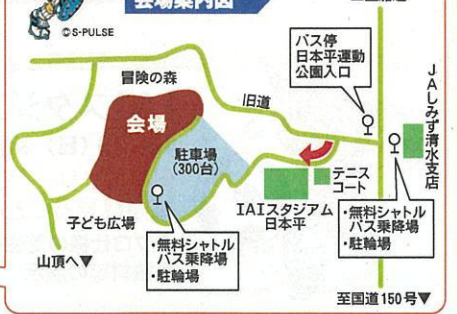 会場案内図
©S-PULSE
バス停
日本平運動
公園入口
冒険の森
旧道
会場
駐車場
(300台)
JAしみず清水支店
テニス
コート
IAIスタジアム
日本平
子ども広場
・無料シャトル
バス乗降場
・駐輪場
・無料シャトル
バス乗降場
・駐輪場
山頂へ▼
至国道150号▼